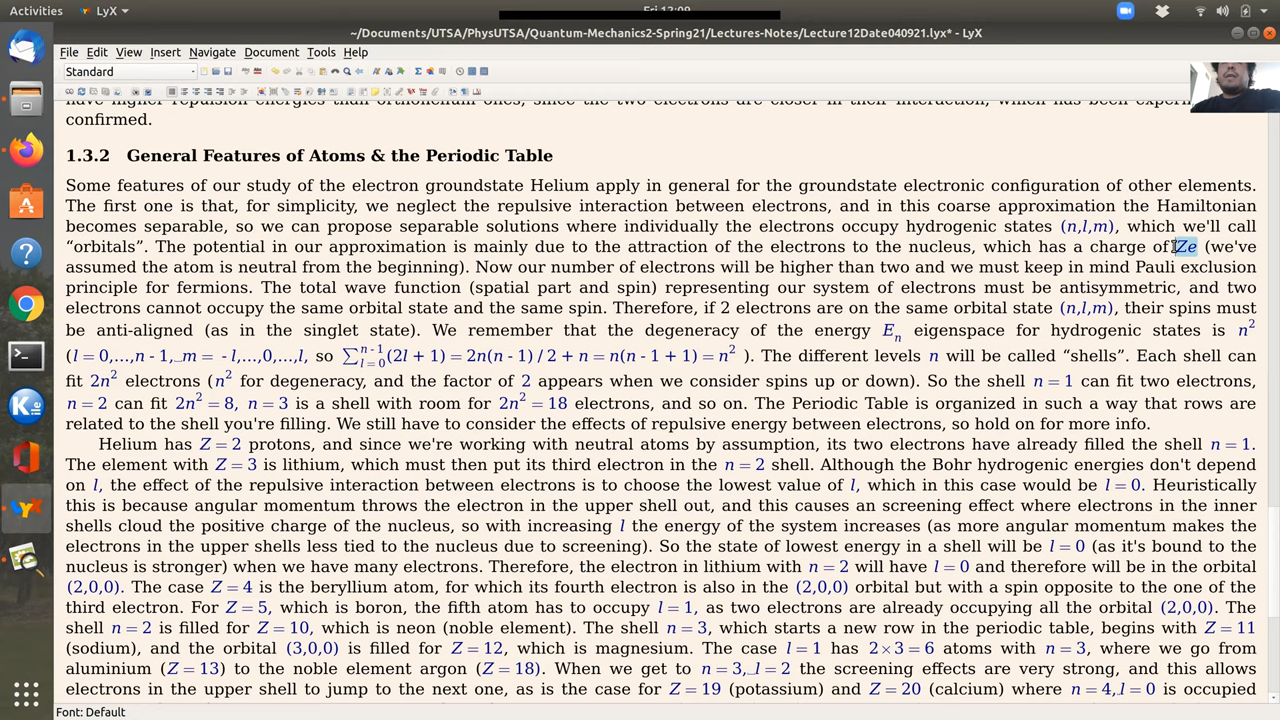 Activities LyX Fri 12:09
~/Documents/UTSA/PhysUTSA/Quantum-Mechanics2-Spring21/Lectures-Notes/Lecture12Date040921.lyx* - LyX
File Edit View Insert Navigate Document Tools Help
Standard
have higher repulsion energies than orthohelium ones, since the two electrons are closer in their interaction, which has been
confirmed.
1.3.2 General Features of Atoms & the Periodic Table
Some features of our study of the electron groundstate Helium apply in general for the groundstate electronic configuration of other elements.
The first one is that, for simplicity, we neglect the repulsive interaction between electrons, and in this coarse approximation the Hamiltonian
becomes separable, so we can propose separable solutions where individually the electrons occupy hydrogenic states (n,l,m), which we'll call
“orbitals”. The potential in our approximation is mainly due to the attraction of the electrons to the nucleus, which has a charge of Ze (we've
assumed the atom is neutral from the beginning). Now our number of electrons will be higher than two and we must keep in mind Pauli exclusion
principle for fermions. The total wave function (spatial part and spin) representing our system of electrons must be antisymmetric, and two
electrons cannot occupy the same orbital state and the same spin. Therefore, if 2 electrons are on the same orbital state (n,l,m), their spins must
be anti-aligned (as in the singlet state). We remember that the degeneracy of the energy Eₙ eigenspace for hydrogenic states is n²
(l = 0,...,n - 1,_m = - l,...,0,...,l, so ∑_{l=0}^{n-1}(2l + 1) = 2n(n - 1) / 2 + n = n(n - 1 + 1) = n² ). The different levels n will be called “shells”. Each shell can
fit 2n² electrons (n² for degeneracy, and the factor of 2 appears when we consider spins up or down). So the shell n = 1 can fit two electrons,
n = 2 can fit 2n² = 8, n = 3 is a shell with room for 2n² = 18 electrons, and so on. The Periodic Table is organized in such a way that rows are
related to the shell you're filling. We still have to consider the effects of repulsive energy between electrons, so hold on for more info.
Helium has Z = 2 protons, and since we're working with neutral atoms by assumption, its two electrons have already filled the shell n = 1.
The element with Z = 3 is lithium, which must then put its third electron in the n = 2 shell. Although the Bohr hydrogenic energies don't depend
on l, the effect of the repulsive interaction between electrons is to choose the lowest value of l, which in this case would be l = 0. Heuristically
this is because angular momentum throws the electron in the upper shell out, and this causes an screening effect where electrons in the inner
shells cloud the positive charge of the nucleus, so with increasing l the energy of the system increases (as more angular momentum makes the
electrons in the upper shells less tied to the nucleus due to screening). So the state of lowest energy in a shell will be l = 0 (as it's bound to the
nucleus is stronger) when we have many electrons. Therefore, the electron in lithium with n = 2 will have l = 0 and therefore will be in the orbital
(2,0,0). The case Z = 4 is the beryllium atom, for which its fourth electron is also in the (2,0,0) orbital but with a spin opposite to the one of the
third electron. For Z = 5, which is boron, the fifth atom has to occupy l = 1, as two electrons are already occupying all the orbital (2,0,0). The
shell n = 2 is filled for Z = 10, which is neon (noble element). The shell n = 3, which starts a new row in the periodic table, begins with Z = 11
(sodium), and the orbital (3,0,0) is filled for Z = 12, which is magnesium. The case l = 1 has 2 × 3 = 6 atoms with n = 3, where we go from
aluminium (Z = 13) to the noble element argon (Z = 18). When we get to n = 3,_l = 2 the screening effects are very strong, and this allows
electrons in the upper shell to jump to the next one, as is the case for Z = 19 (potassium) and Z = 20 (calcium) where n = 4,l = 0 is occupied
Font: Default